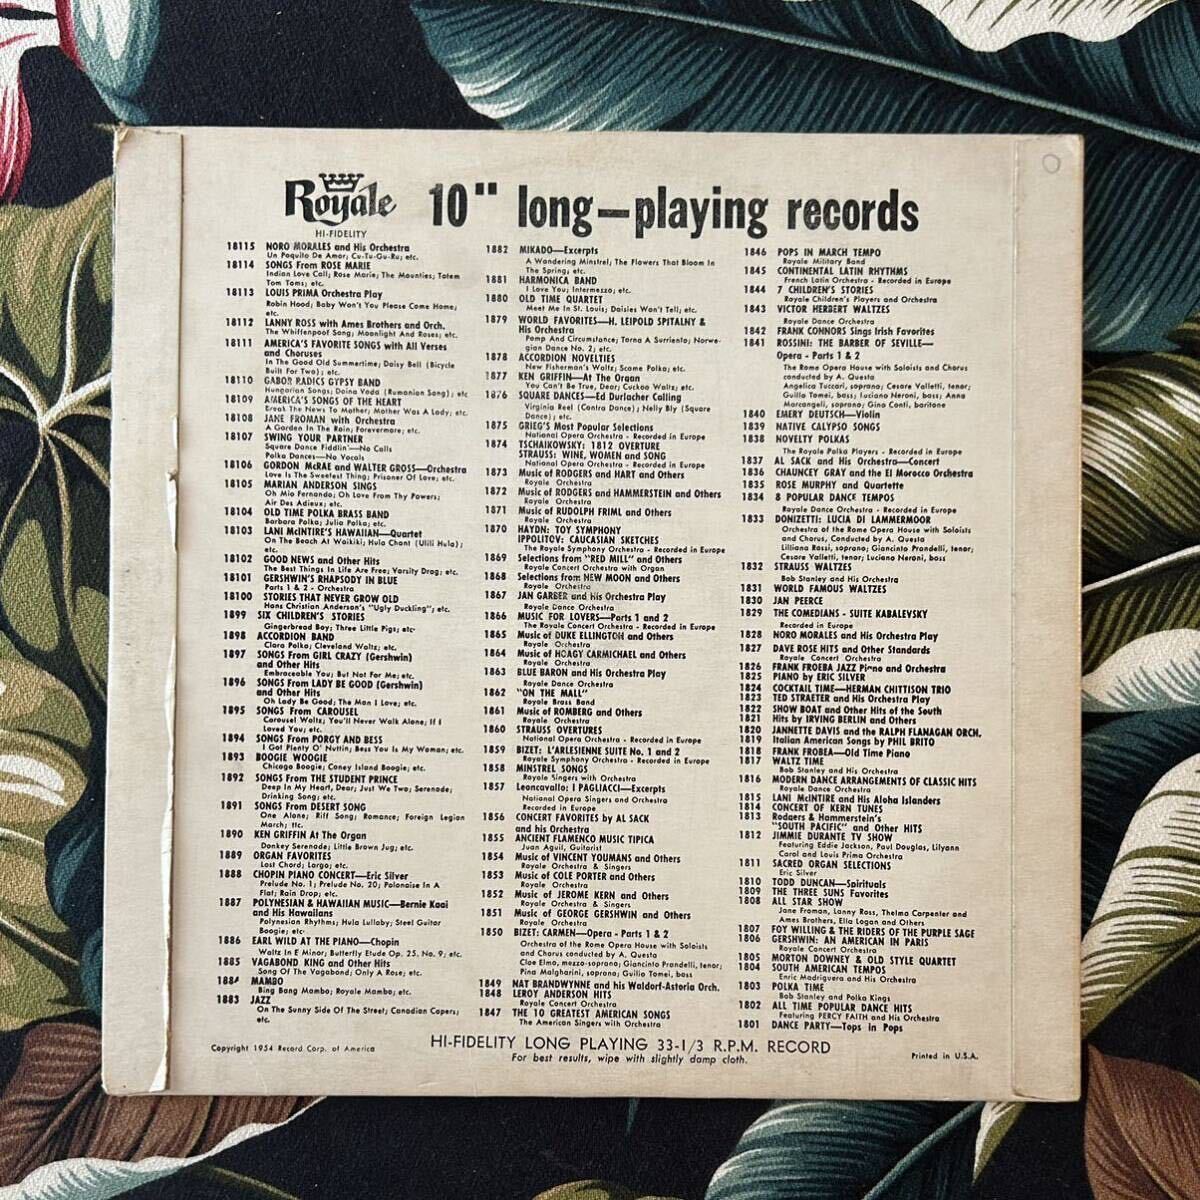 Royale
HI-FIDELITY
10" long-playing records
18115 NORO MORALES and His Orchestra
Un Poquito De Amor; Cu-Tu-Gu-Ru; etc.
18114 SONGS From ROSE MARIE
Indian Love Call; Rose Marie; The Mounties; Totem
Tom Toms; etc.
18113 LOUIS PRIMA Orchestra Play
Robin Hood; Baby Won't You Please Come Home;
etc.
18112 LANNY ROSS with Ames Brothers and Orch.
The Whiffenpoof Song; Moonlight And Roses; etc.
18111 AMERICA'S FAVORITE SONGS with All Verses
and Choruses
In The Good Old Summertime; Daisy Bell (Bicycle
Built For Two); etc.
18110 GABOR RADICS GYPSY BAND
Hungarian Songs; Doina Voda (Rumanian Song); etc
18109 AMERICA'S SONGS OF THE HEART
Break The News To Mother; Mother Was A Lady; etc.
18108 JANE FROMAN with Orchestra
A Garden In The Rain; Forevermore; etc.
18107 SWING YOUR PARTNER
Square Dance Fiddlin'—No Calls
Polka Dances—No Vocals
18106 GORDON McRAE and WALTER GROSS—Orchestra
Love Is The Sweetest Thing; Prisoner Of Love; etc.
18105 MARIAN ANDERSON SINGS
Oh Mio Fernando; Oh Love From Thy Powers;
Air Des Adieux; etc.
18104 OLD TIME POLKA BRASS BAND
Barbara Polka; Julia Polka; etc.
18103 LANI McINTIRE'S HAWAIIAN—Quartet
On The Beach At Waikiki; Hula Chant (Ulili Hula);
etc.
18102 GOOD NEWS and Other Hits
The Best Things In Life Are Free; Varsity Drag; etc.
18101 GERSHWIN'S RHAPSODY IN BLUE
Parts 1 & 2 - Orchestra
18100 STORIES THAT NEVER GROW OLD
Hans Christian Anderson's "Ugly Duckling"; etc.
1899 SIX CHILDREN'S STORIES
Gingerbread Boy; Three Little Pigs; etc-
1898 ACCORDION BAND
Clara Polka; Cleveland Waltz; etc.
1897 SONGS From GIRL CRAZY (Gershwin)
and Other Hits
Embraceable You; But Not For Me; etc.
1896 SONGS From LADY BE GOOD (Gershwin)
and Other Hits
Oh Lady Be Good; The Man I Love; etc.
1895 SONGS From CAROUSEL
Carousel Waltz; You'll Never Walk Alone; If I
Loved You; etc.
1894 SONGS From PORGY AND BESS
I Got Plenty O' Nuttin; Bess You Is My Woman; etc.
1893 BOOGIE WOOGIE
Chicago Boogie; Coney Island Boogie; etc.
1892 SONGS From THE STUDENT PRINCE
Deep In My Heart, Dear; Just We Two; Serenade;
Drinking Song; etc.
1891 SONGS From DESERT SONG
One Alone; Riff Song; Romance; Foreign Legion
March; etc.
1890 KEN GRIFFIN At The Organ
Donkey Serenade; Little Brown Jug; etc.
1889 ORGAN FAVORITES
Lost Chord; Largo; etc.
1888 CHOPIN PIANO CONCERT—Eric Silver
Prelude No. 1; Prelude No. 20; Polonaise In A
Flat; Rain Drop; etc.
1887 POLYNESIAN & HAWAIIAN MUSIC—Bernie Kaai
and His Hawaiians
Polynesian Rhythms; Hula Lullaby; Steel Guitar
Boogie; etc-
1886 EARL WILD AT THE PIANO—Chopin
Waltz In E Minor; Butterfly Etude Op. 25, No. 9; etc.
1885 VAGABOND KING and Other Hits
Song Of The Vagabond; Only A Rose; etc.
1884 MAMBO
Bing Bang Mambo; Royale Mambo; etc.
1883 JAZZ
On The Sunny Side Of The Street; Canadian Capers;
etc.
1882 MIKADO—Excerpts
A Wandering Minstrel; The Flowers That Bloom In
The Spring; etc.
1881 HARMONICA BAND
I Love You; Intermezzo; etc.
1880 OLD TIME QUARTET
Meet Me In St. Louis; Daisies Won't Tell; etc.
1879 WORLD FAVORITES—H. LEIPOLD SPITALNY &
His Orchestra
Pomp And Circumstance; Torna A Surriento; Norwe-
gian Dance No. 2; etc.
1878 ACCORDION NOVELTIES
New Fisherman's Waltz; Scome Polka; etc.
1877 KEN GRIFFIN—At The Organ
You Can't Be True, Dear; Cuckoo Waltz; etc.
1876 SQUARE DANCES—Ed Durlacher Calling
Virginia Reel (Contra Dance); Nelly Bly (Square
Dance); etc.
1875 GRIEG'S Most Popular Selections
National Opera Orchestra - Recorded in Europe
1874 TSCHAIKOWSKY: 1812 OVERTURE
STRAUSS: WINE, WOMEN and SONG
National Opera Orchestra - Recorded in Europe
1873 Music of RODGERS and HART and Others
Royale Orchestra
1872 Music of RODGERS and HAMMERSTEIN and Others
Royale Orchestra
1871 Music of RUDOLPH FRIML and Others
Royale Orchestra
1870 HAYDN: TOY SYMPHONY
IPPOLITOV: CAUCASIAN SKETCHES
The Royale Symphony Orchestra - Recorded in Europe
1869 Selections from "RED MILL" and Others
Royale Concert Orchestra with Organ
1868 Selections from NEW MOON and Others
Royale Orchestra
1867 JAN GARBER and His Orchestra Play
Royale Dance Orchestra
1866 MUSIC FOR LOVERS—Parts 1 and 2
The Royale Concert Orchestra - Recorded in Europe
1865 Music of DUKE ELLINGTON and Others
Royale Orchestra
1864 Music of HOAGY CARMICHAEL and Others
Royale Orchestra
1863 BLUE BARON and His Orchestra Play
Royale Dance Orchestra
1862 "ON THE MALL"
Royale Brass Band
1861 Music of ROMBERG and Others
Royale Orchestra
1860 STRAUSS OVERTURES
National Opera Orchestra - Recorded in Europe
1859 BIZET: L'ARLESIENNE SUITE No. 1 and 2
Royale Symphony Orchestra - Recorded in Europe
1858 MINSTREL SONGS
Royale Singers with Orchestra
1857 Leoncavallo: I PAGLIACCI—Excerpts
National Opera Singers and Orchestra
Recorded in Europe
1856 CONCERT FAVORITES by AL SACK
and his Orchestra
1855 ANCIENT FLAMENCO MUSIC TIPICA
Juan Aguil, Guitarist
1854 Music of VINCENT YOUMANS and Others
Royale Orchestra & Singers
1853 Music of COLE PORTER and Others
Royale Orchestra
1852 Music of JEROME KERN and Others
Royale Orchestra & Singers
1851 Music of GEORGE GERSHWIN and Others
Royale Orchestra
1850 BIZET: CARMEN—Opera - Parts 1 & 2
Orchestra of the Rome Opera House with Soloists
and Chorus conducted by A. Questa
Cloe Elmo, mezzo-soprano; Giancinto Prandelli, tenor;
Pina Malgharini, soprano; Guilio Tomei, bass
1849 NAT BRANDWYNNE and his Waldorf-Astoria Orch.
1848 LEROY ANDERSON HITS
Royale Concert Orchestra
1847 THE 10 GREATEST AMERICAN SONGS
The American Singers with Orchestra
1846 POPS IN MARCH TEMPO
Royale Military Band
1845 CONTINENTAL LATIN RHYTHMS
French Latin Orchestra - Recorded in Europe
1844 7 CHILDREN'S STORIES
Royale Children's Players and Orchestra
1843 VICTOR HERBERT WALTZES
Royale Dance Orchestra
1842 FRANK CONNORS Sings Irish Favorites
1841 ROSSINI: THE BARBER OF SEVILLE—
Opera - Parts 1 & 2
The Rome Opera House with Soloists and Chorus
conducted by A. Questa
Angelica Tuccari, soprano; Cesare Valletti, tenor;
Guilla Tomei, bass; Luciano Neroni, bass; Anna
Marcangeli, soprano; Gino Conti, baritone
1840 EMERY DEUTSCH—Violin
1839 NATIVE CALYPSO SONGS
1838 NOVELTY POLKAS
The Royale Polka Players - Recorded in Europe
1837 AL SACK and His Orchestra—Concert
1836 CHAUNCEY GRAY and the El Morocco Orchestra
1835 ROSE MURPHY and Quartette
1834 8 POPULAR DANCE TEMPOS
Royale Dance Orchestra - Recorded in Europe
1833 DONIZETTI: LUCIA DI LAMMERMOOR
Orchestra of the Rome Opera House with Soloists
and Chorus, Conducted by A. Questa
Lilliana Rossi, soprano; Giancinto Prandelli, tenor;
Cesare Valletti, tenor; Luciano Neroni, boss
1832 STRAUSS WALTZES
Bob Stanley and His Orchestra
1831 WORLD FAMOUS WALTZES
1830 JAN PEERCE
1829 THE COMEDIANS - SUITE KABALEVSKY
Recorded in Europe
1828 NORO MORALES and His Orchestra Play
1827 DAVE ROSE HITS and Other Standards
Royale Concert Orchestra
1826 FRANK FROEBA JAZZ Piano and Orchestra
1825 PIANO by ERIC SILVER
1824 COCKTAIL TIME—HERMAN CHITTISON TRIO
1823 TED STRAETER and His Orchestra Play
1822 SHOW BOAT and Other Hits of the South
1821 Hits by IRVING BERLIN and Others
1820 JANNETTE DAVIS and the RALPH FLANAGAN ORCH.
1819 Italian American Songs by PHIL BRITO
1818 FRANK FROBEA—Old Time Piano
1817 WALTZ TIME
Bob Stanley and His Orchestra
1816 MODERN DANCE ARRANGEMENTS OF CLASSIC HITS
Royale Dance Orchestra
1815 LANI McINTIRE and His Aloha Islanders
1814 CONCERT OF KERN TUNES
1813 Rodgers & Hammerstein's
"SOUTH PACIFIC" and Other HITS
1812 JIMMIE DURANTE TV SHOW
Featuring Eddie Jackson, Paul Douglas, Lilyann
Carol and Louis Prima Orchestra
1811 SACRED ORGAN SELECTIONS
Eric Silver
1810 TODD DUNCAN—Spirituals
1809 THE THREE SUNS Favorites
1808 ALL STAR SHOW
Jane Froman, Lanny Ross, Thelma Carpenter and
Ames Brothers, Ella Logan and Others
1807 FOY WILLING & THE RIDERS OF THE PURPLE SAGE
1806 GERSHWIN: AN AMERICAN IN PARIS
Royale Concert Orchestra
1805 MORTON DOWNEY & OLD STYLE QUARTET
1804 SOUTH AMERICAN TEMPOS
Enric Madriguera and His Orchestra
1803 POLKA TIME
Bob Stanley and Polka Kings
1802 ALL TIME POPULAR DANCE HITS
Featuring PERCY FAITH and His Orchestra
1801 DANCE PARTY—Tops in Pops
Copyright 1954 Record Corp. of America
HI-FIDELITY LONG PLAYING 33-1/3 R.P.M. RECORD
For best results, wipe with slightly damp cloth.
Printed in U.S.A.